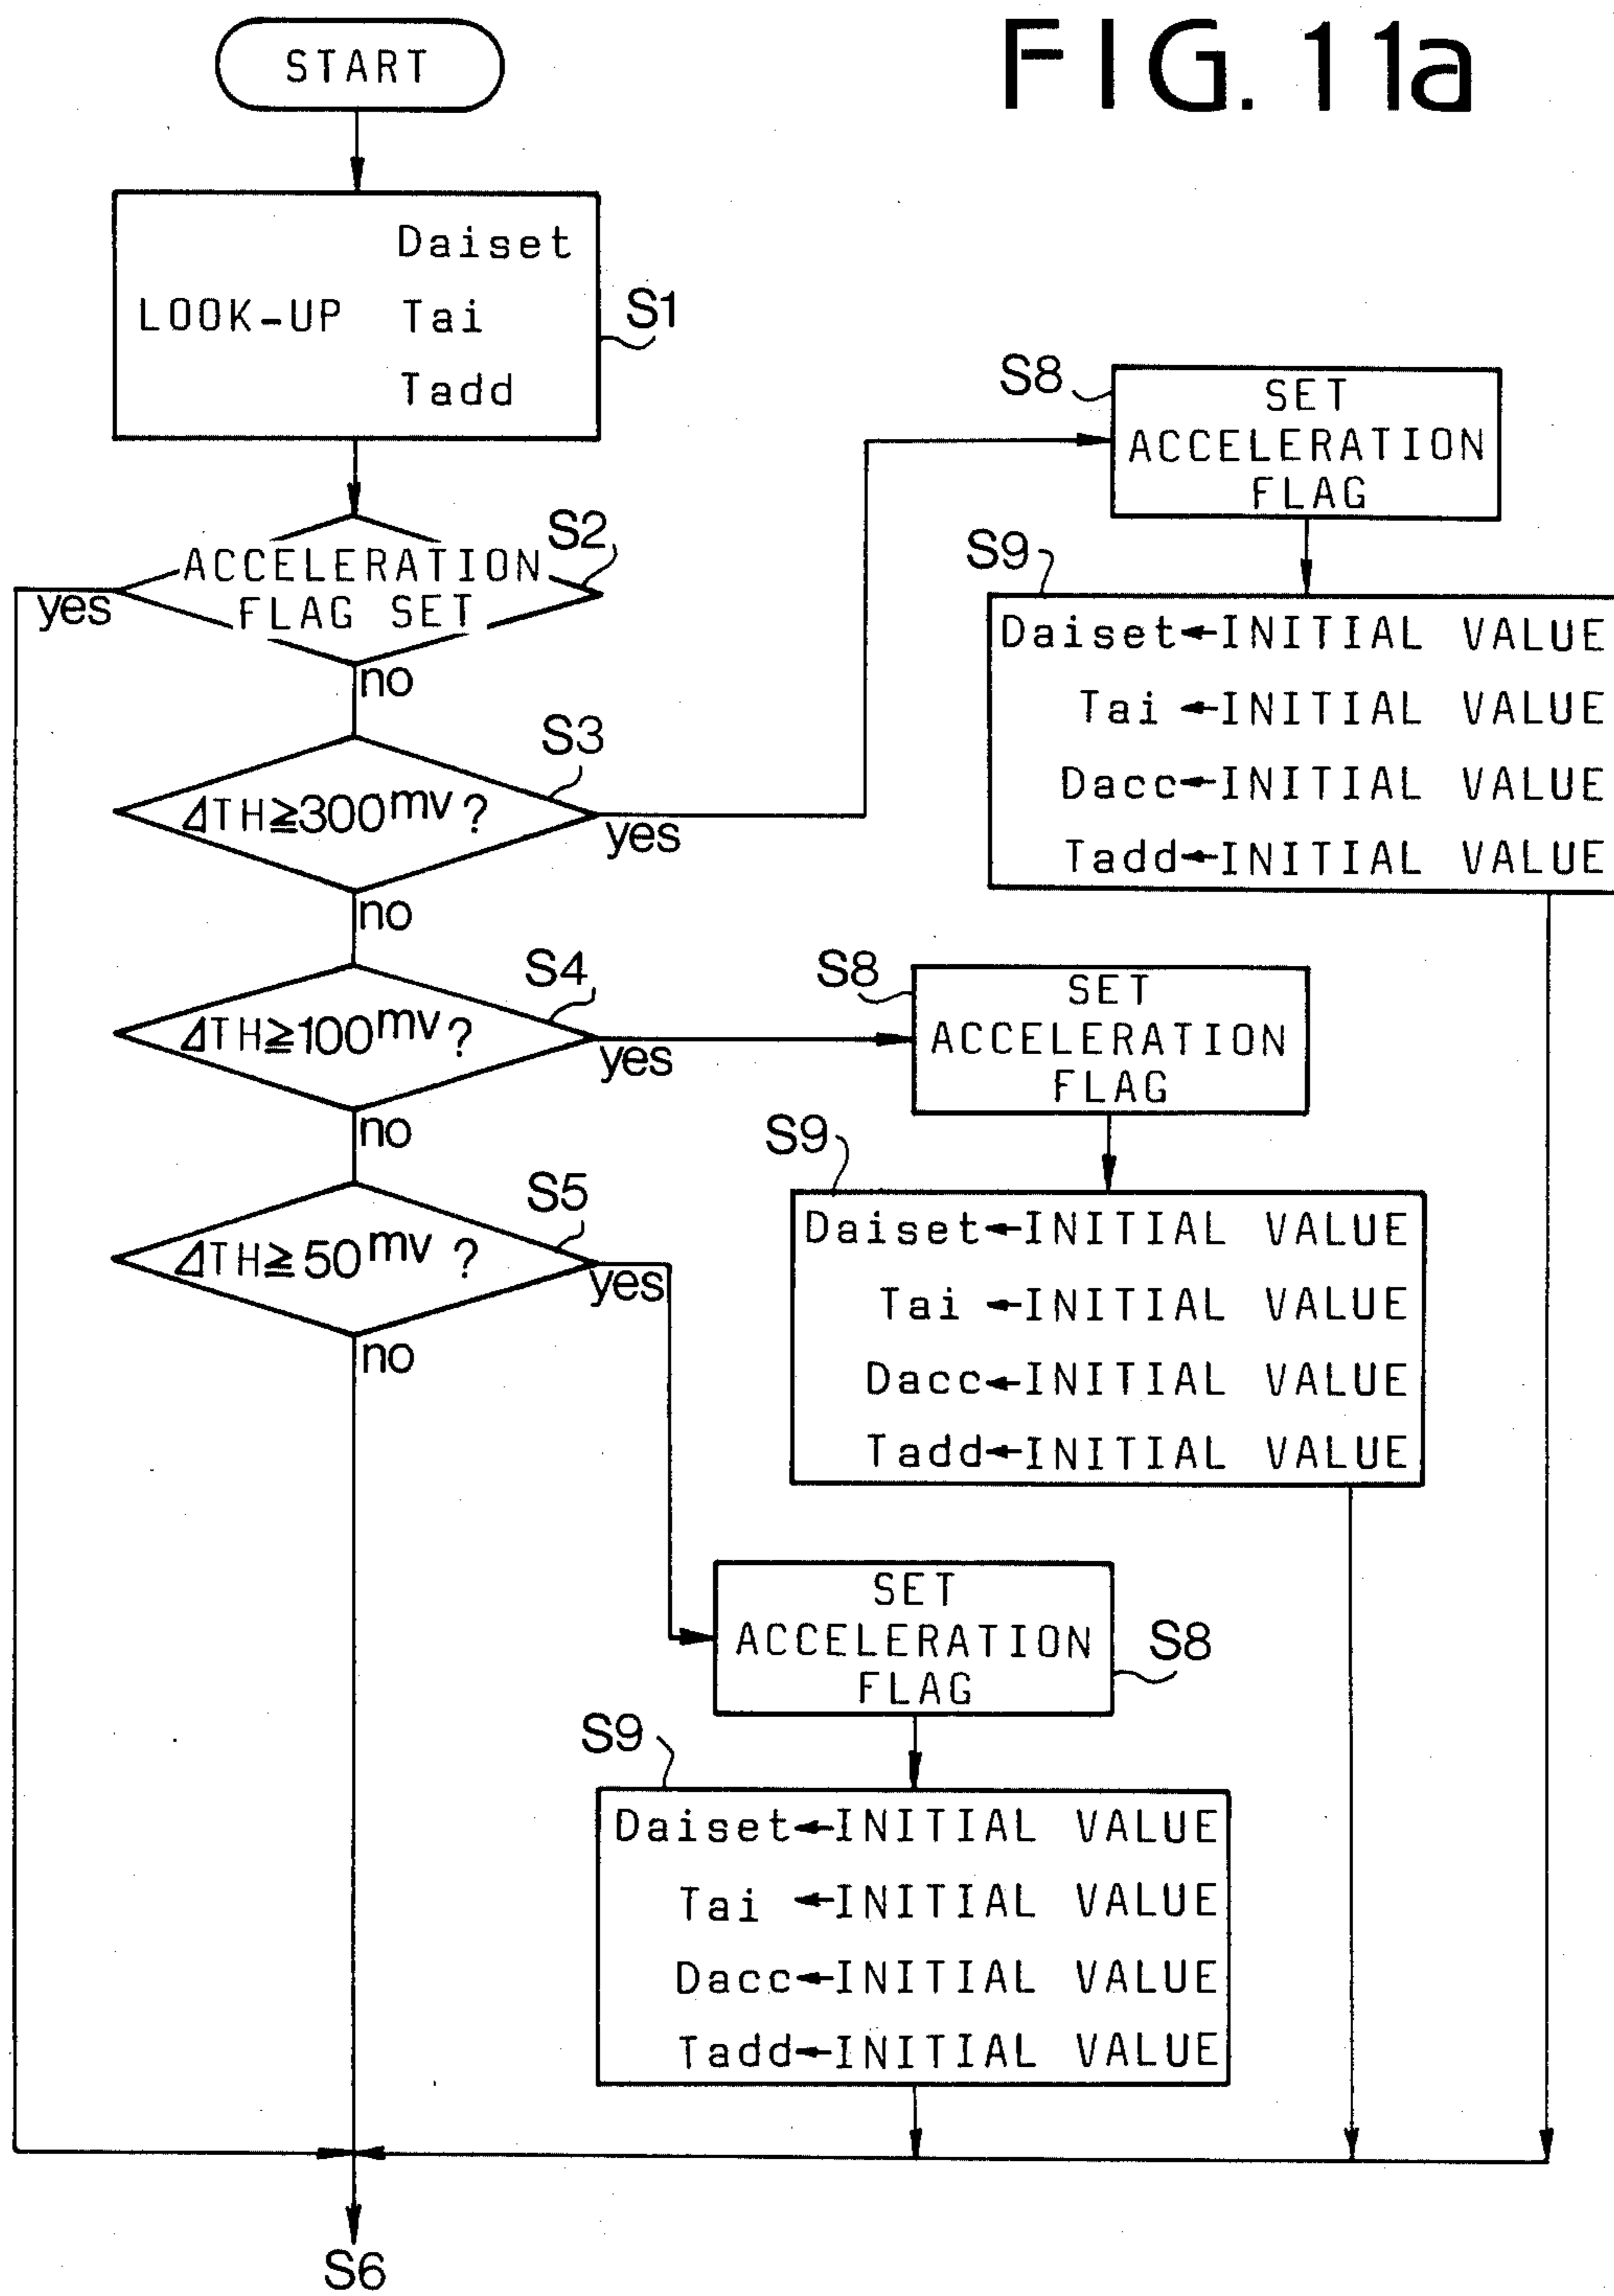 FIG. 11a
START
Daiset
LOOK-UP Tai
Tadd
S1
S2
ACCELERATION
FLAG SET
yes
no
S3
ΔTH≧300mv?
yes
no
S8
SET
ACCELERATION
FLAG
S9
Daiset←INITIAL VALUE
Tai ←INITIAL VALUE
Dacc←INITIAL VALUE
Tadd←INITIAL VALUE
S4
ΔTH≧100mv?
yes
no
S8
SET
ACCELERATION
FLAG
S9
Daiset←INITIAL VALUE
Tai ←INITIAL VALUE
Dacc←INITIAL VALUE
Tadd←INITIAL VALUE
S5
ΔTH≧50mv?
yes
no
SET
ACCELERATION
FLAG
S8
S9
Daiset←INITIAL VALUE
Tai ←INITIAL VALUE
Dacc←INITIAL VALUE
Tadd←INITIAL VALUE
S6